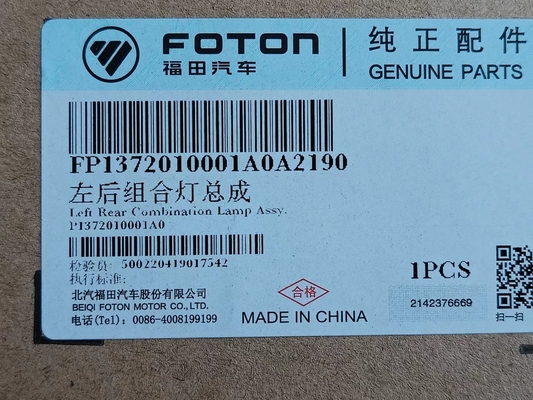 FOTON
福田汽车
纯正配件
GENUINE PARTS
FP1372010001A0A2190
左后组合灯总成
Left Rear Combination Lamp Assy.
P1372010001A0
检验员: 500220419017542
执行标准:
1PCS
北汽福田汽车股份有限公司
BEIQI FOTON MOTOR CO., LTD.
电话(Tel): 0086-4008199199
合格
MADE IN CHINA
2142376669
扫一扫